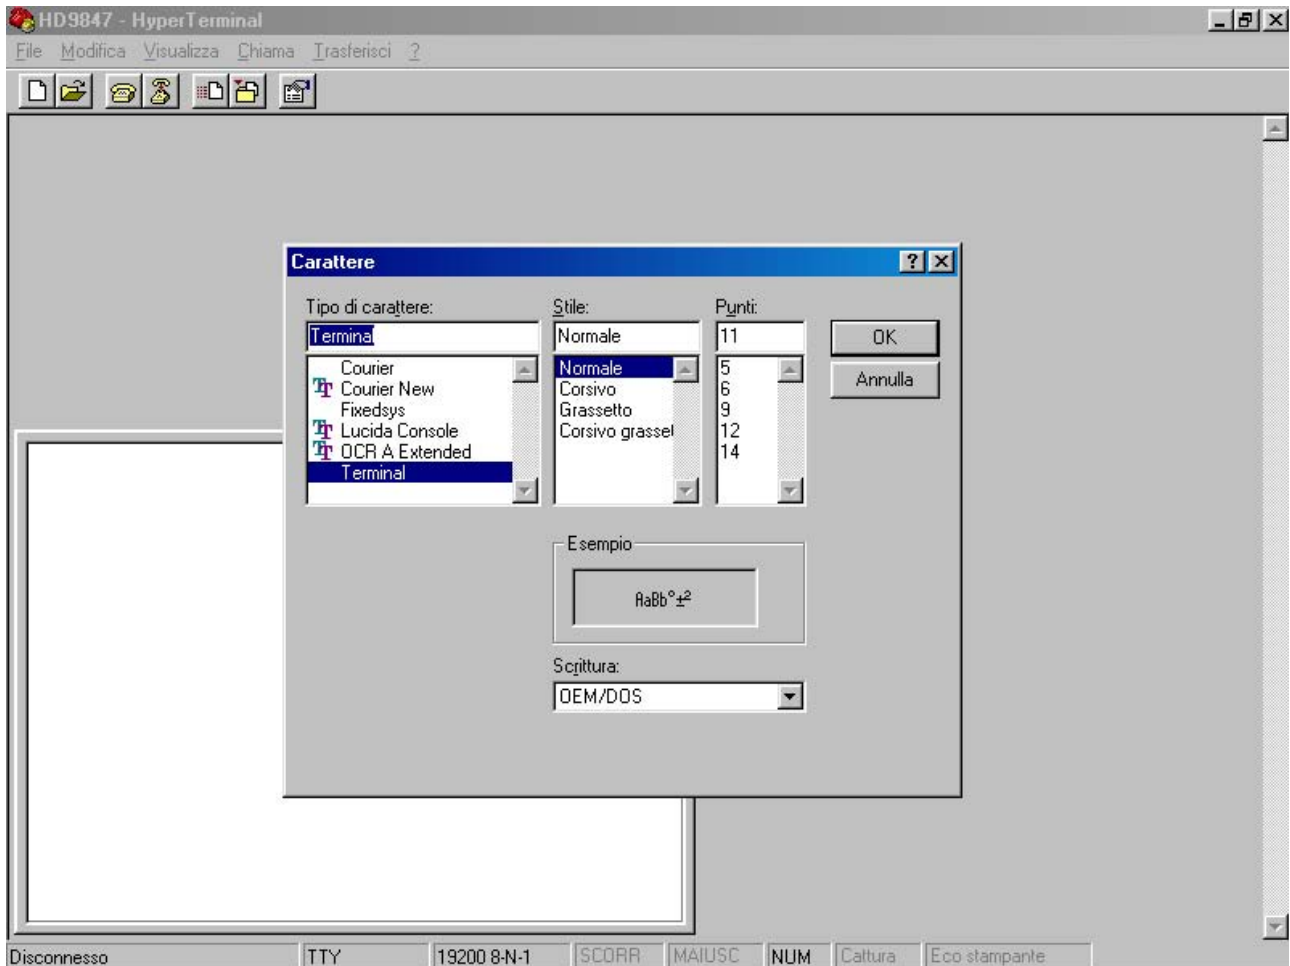 HD9847 - HyperTerminal
File Modifica Visualizza Chiama Trasferisci ?
Carattere
Tipo di carattere: Stile: Punti:
Terminal Normale 11 OK
Courier Normale 5
Courier New Corsivo 6 Annulla
Fixedsys Grassetto 9
Lucida Console Corsivo grasset 12
OCR A Extended 14
Terminal
Esempio
AaBb°±²
Scrittura:
OEM/DOS
Disconnesso TTY 19200 8-N-1 SCORR MAIUSC NUM Cattura Eco stampante